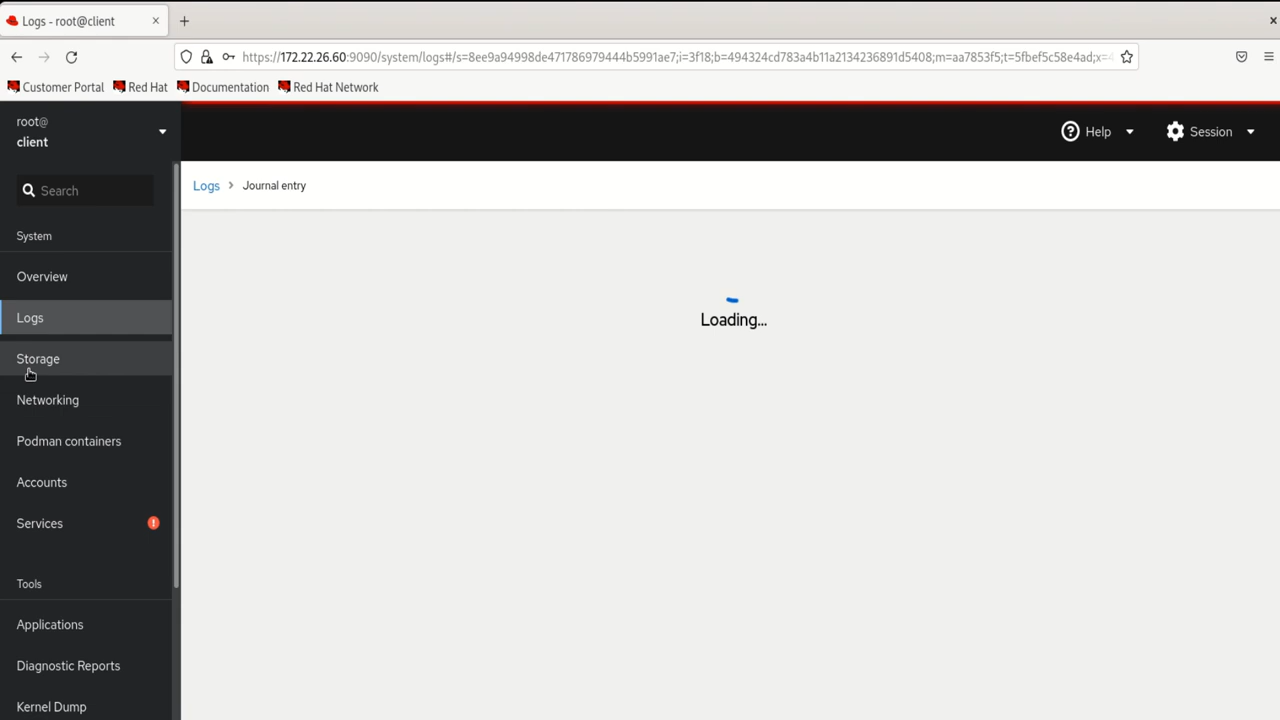 Logs - root@client
https://172.22.26.60:9090/system/logs#/s=8ee9a94998de471786979444b5991ae7;i=3f18;b=494324cd783a4b11a2134236891d5408;m=aa7853f5;t=5fbef5c58e4ad;x=
Customer Portal Red Hat Documentation Red Hat Network
root@
client
Help Session
Search
Logs Journal entry
System
Overview
Logs
Loading...
Storage
Networking
Podman containers
Accounts
Services
Tools
Applications
Diagnostic Reports
Kernel Dump